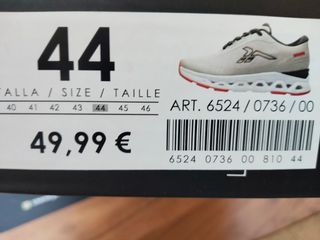 44
TALLA / SIZE / TAILLE
40 41 42 43 44 45 46
49,99 €
ART. 6524 / 0736 / 00
6524 0736 00 810 44